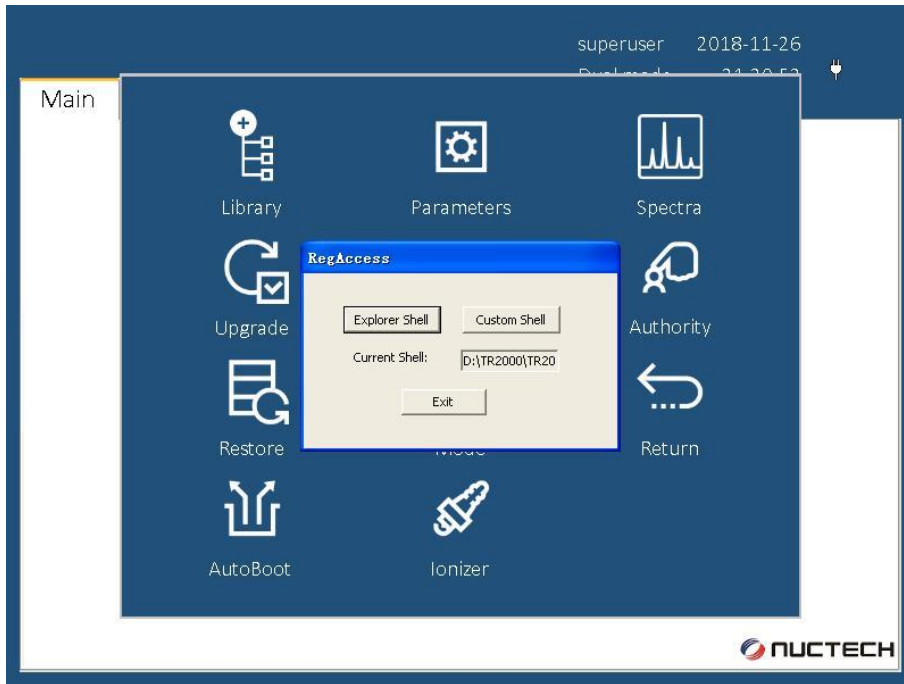 superuser 2018-11-26
Main
Library Parameters Spectra
RegAccess
Explorer Shell Custom Shell
Upgrade Authority
Current Shell: D:\TR2000\TR20
Exit
Restore Mode Return
AutoBoot Ionizer
NUCTECH